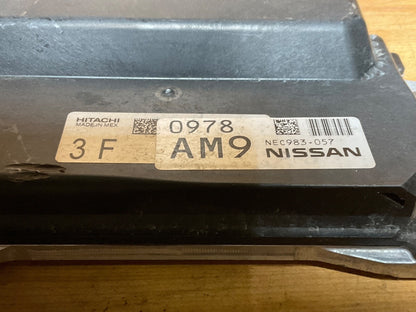 HITACHI
MADE IN MEX
0978
3 F
AM9
NEC983-057
NISSAN